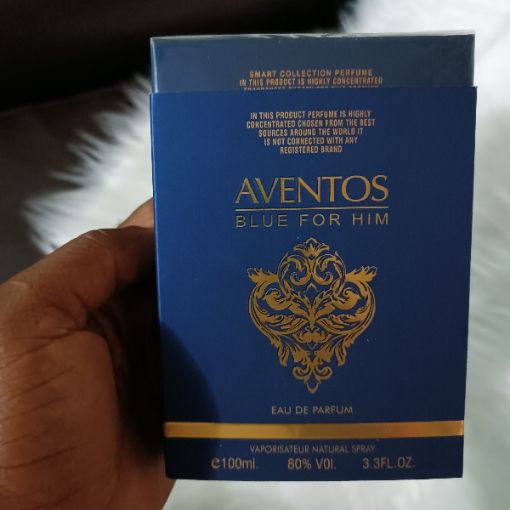 SMART COLLECTION PERFUME
IN THIS PRODUCT IS HIGHLY CONCENTRATED
IN THIS PRODUCT PERFUME IS HIGHLY
CONCENTRATED CHOSEN FROM THE BEST
SOURCES AROUND THE WORLD IT
IS NOT CONNECTED WITH ANY
REGISTERED BRAND
AVENTOS
BLUE FOR HIM
EAU DE PARFUM
VAPORISATEUR NATURAL SPRAY
℮100ml. 80% VOl. 3.3FL.OZ.